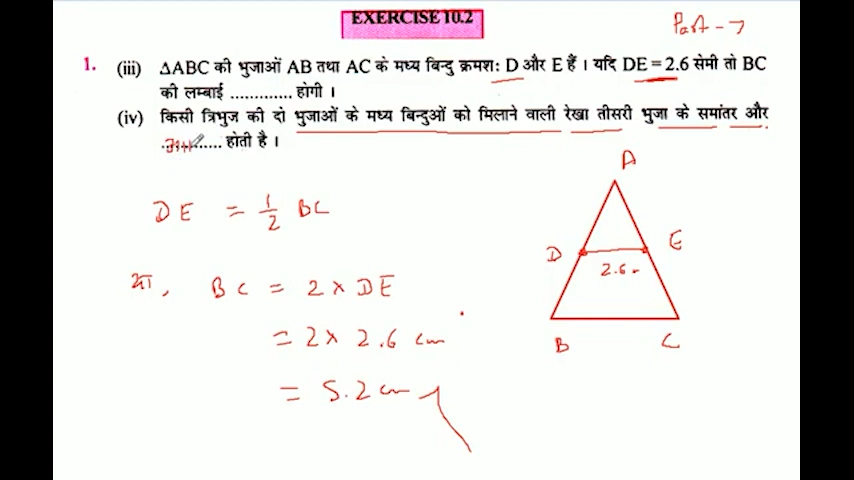 EXERCISE 10.2
Part - 7
1. (iii) ΔABC की भुजाओं AB तथा AC के मध्य बिन्दु क्रमश: D और E हैं । यदि DE = 2.6 सेमी तो BC
की लम्बाई ............. होगी ।
(iv) किसी त्रिभुज की दो भुजाओं के मध्य बिन्दुओं को मिलाने वाली रेखा तीसरी भुजा के समांतर और
............. होती है ।
A
DE = 1/2 BC
D E
2.6
या, BC = 2 × DE
= 2 × 2.6 cm
B C
= 5.2 cm